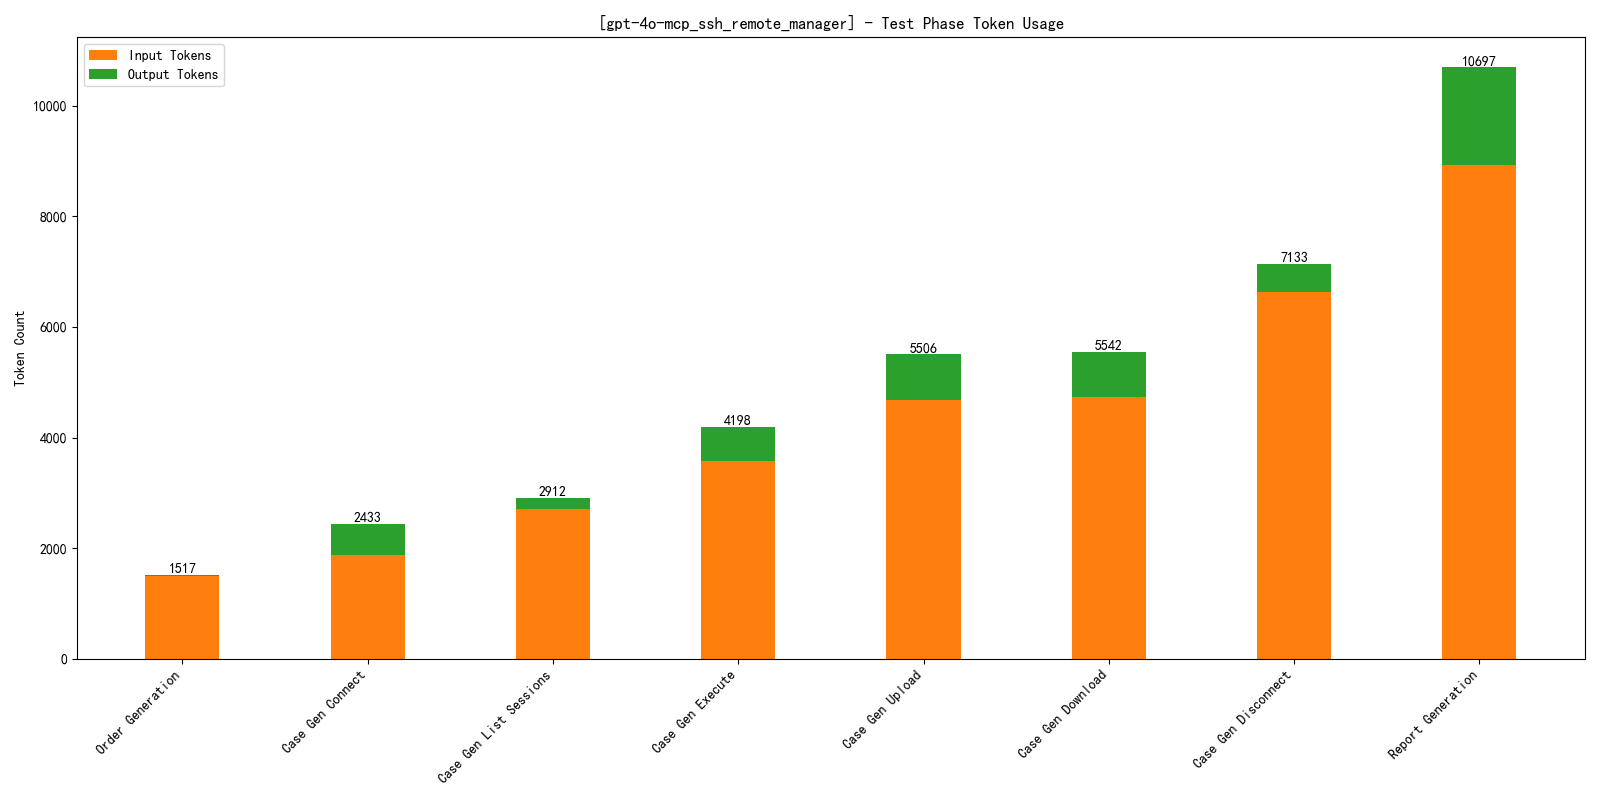 [gpt-4o-mcp_ssh_remote_manager] - Test Phase Token Usage
Input Tokens
Output Tokens
Token Count
10000
8000
6000
4000
2000
0
1517
2433
2912
4198
5506
5542
7133
10697
Order Generation
Case Gen Connect
Case Gen List Sessions
Case Gen Execute
Case Gen Upload
Case Gen Download
Case Gen Disconnect
Report Generation